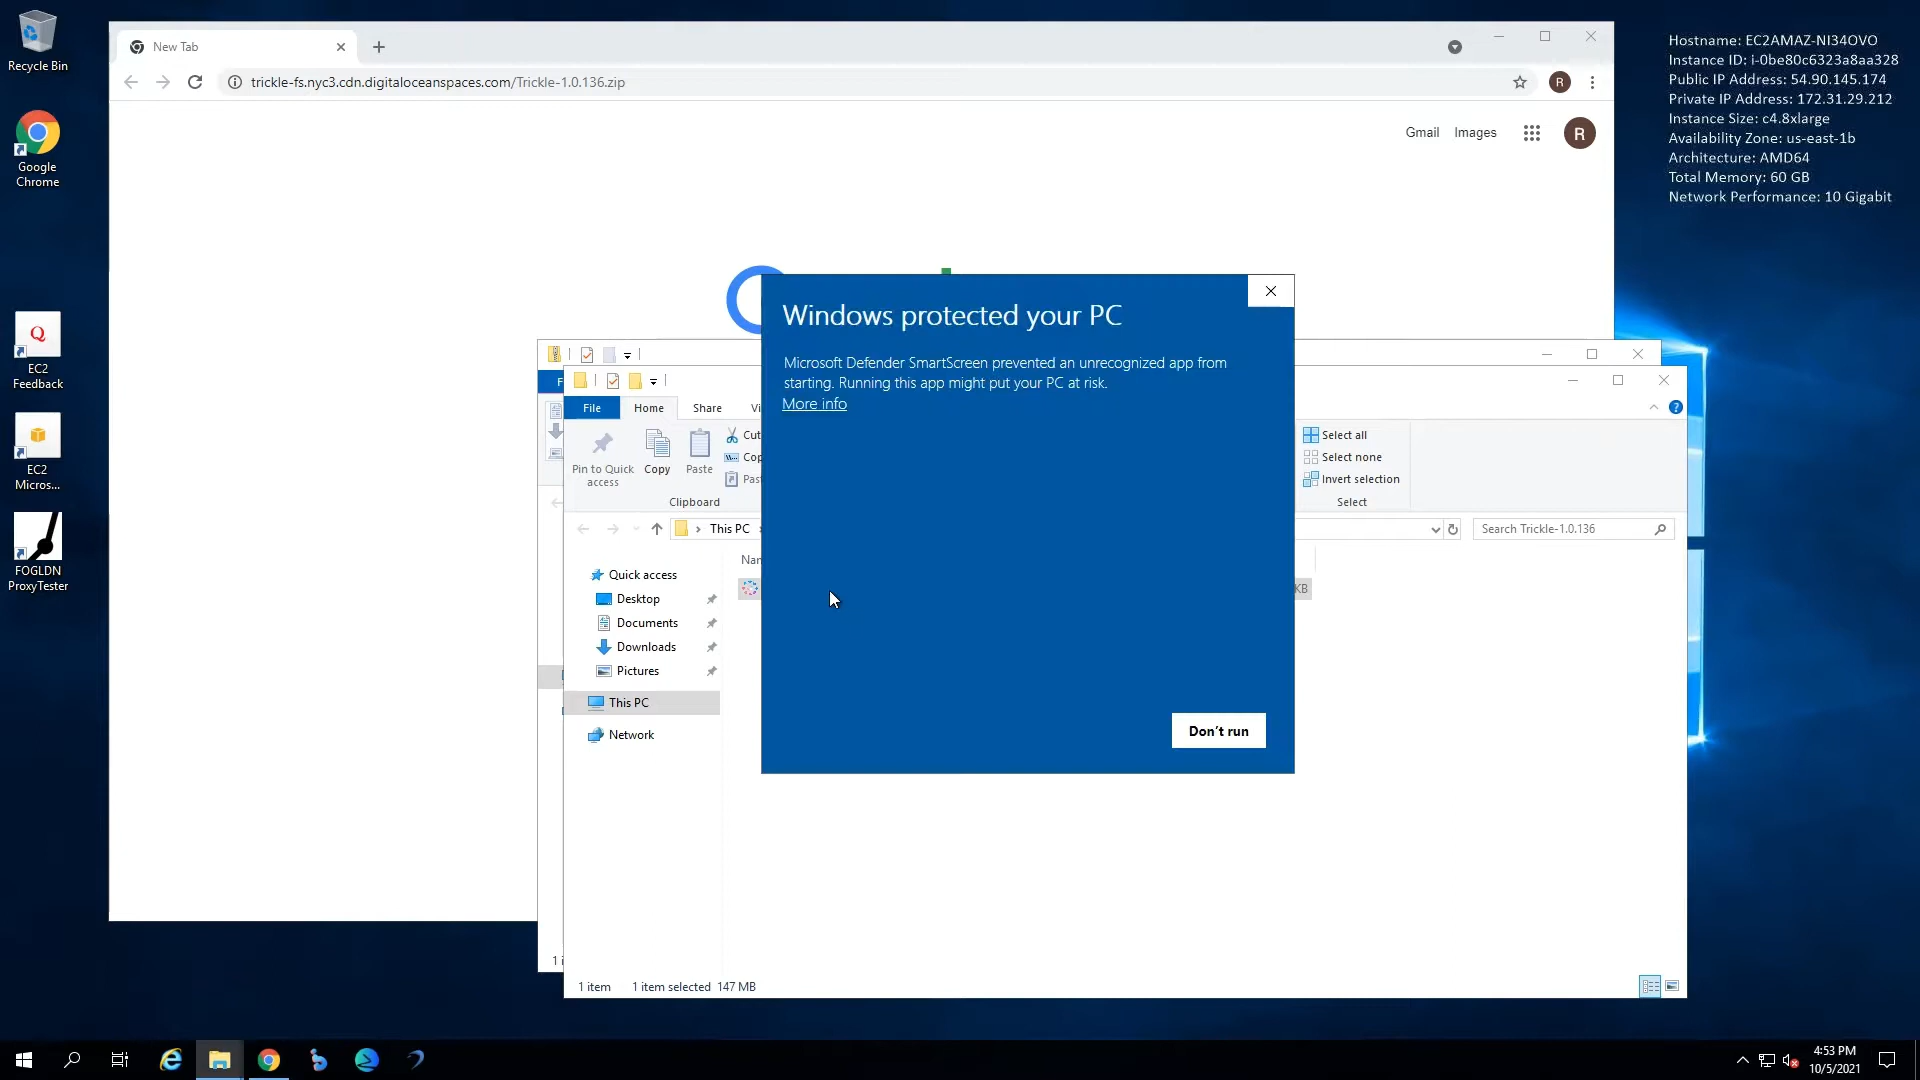 Recycle Bin
Google
Chrome
EC2
Feedback
EC2
Micros...
FOGLDN
ProxyTester
New Tab
trickle-fs.nyc3.cdn.digitaloceanspaces.com/Trickle-1.0.136.zip
R
Gmail
Images
R
Hostname: EC2AMAZ-NI34OVO
Instance ID: i-0be80c6323a8aa328
Public IP Address: 54.90.145.174
Private IP Address: 172.31.29.212
Instance Size: c4.8xlarge
Availability Zone: us-east-1b
Architecture: AMD64
Total Memory: 60 GB
Network Performance: 10 Gigabit
Windows protected your PC
Microsoft Defender SmartScreen prevented an unrecognized app from
starting. Running this app might put your PC at risk.
More info
Don't run
F
File
Home
Share
Vi
Pin to Quick
access
Copy
Paste
Cut
Cop
Past
Clipboard
Select all
Select none
Invert selection
Select
This PC
Search Trickle-1.0.136
Nam
KB
Quick access
Desktop
Documents
Downloads
Pictures
This PC
Network
1 i
1 item
1 item selected 147 MB
4:53 PM
10/5/2021